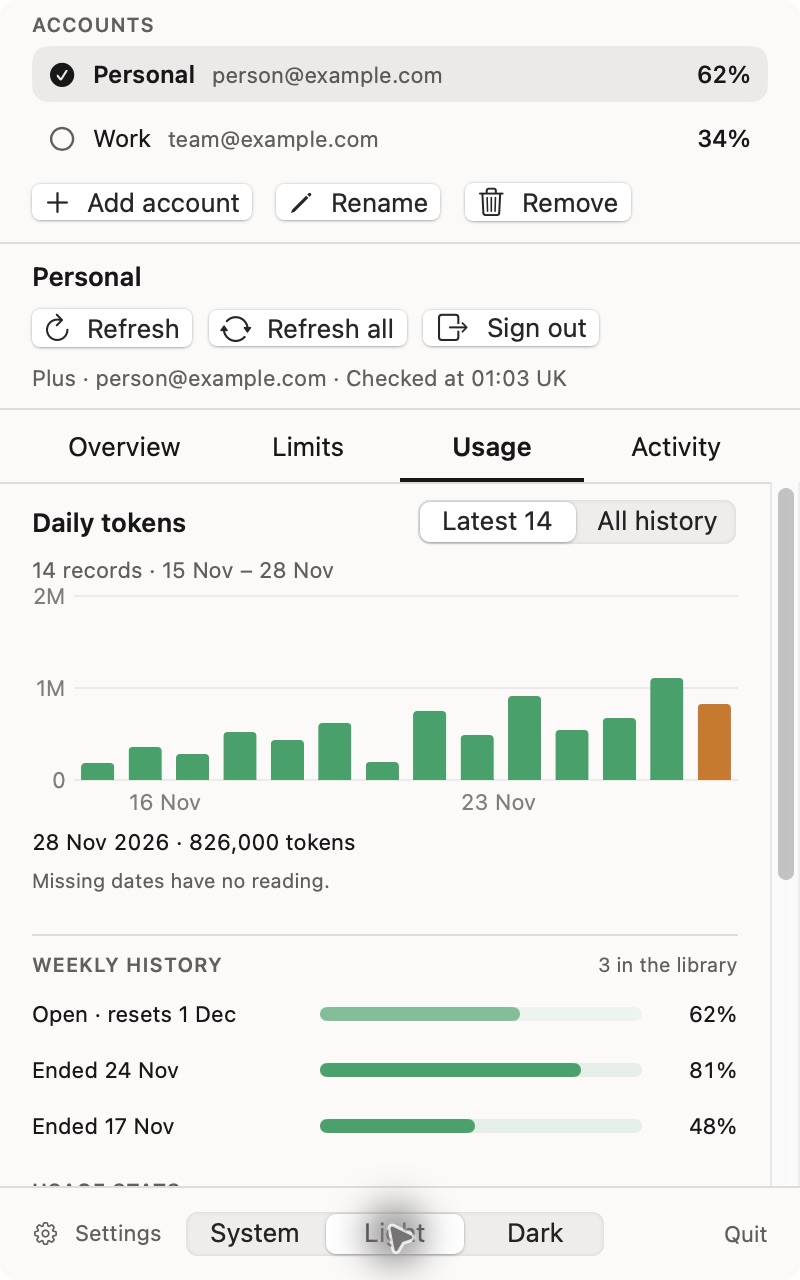 ACCOUNTS
Personal person@example.com 62%
Work team@example.com 34%
Add account Rename Remove
Personal
Refresh Refresh all Sign out
Plus · person@example.com · Checked at 01:03 UK
Overview Limits Usage Activity
Daily tokens Latest 14 All history
14 records · 15 Nov – 28 Nov
2M
1M
0
16 Nov 23 Nov
28 Nov 2026 · 826,000 tokens
Missing dates have no reading.
WEEKLY HISTORY 3 in the library
Open · resets 1 Dec 62%
Ended 24 Nov 81%
Ended 17 Nov 48%
Settings System Light Dark Quit